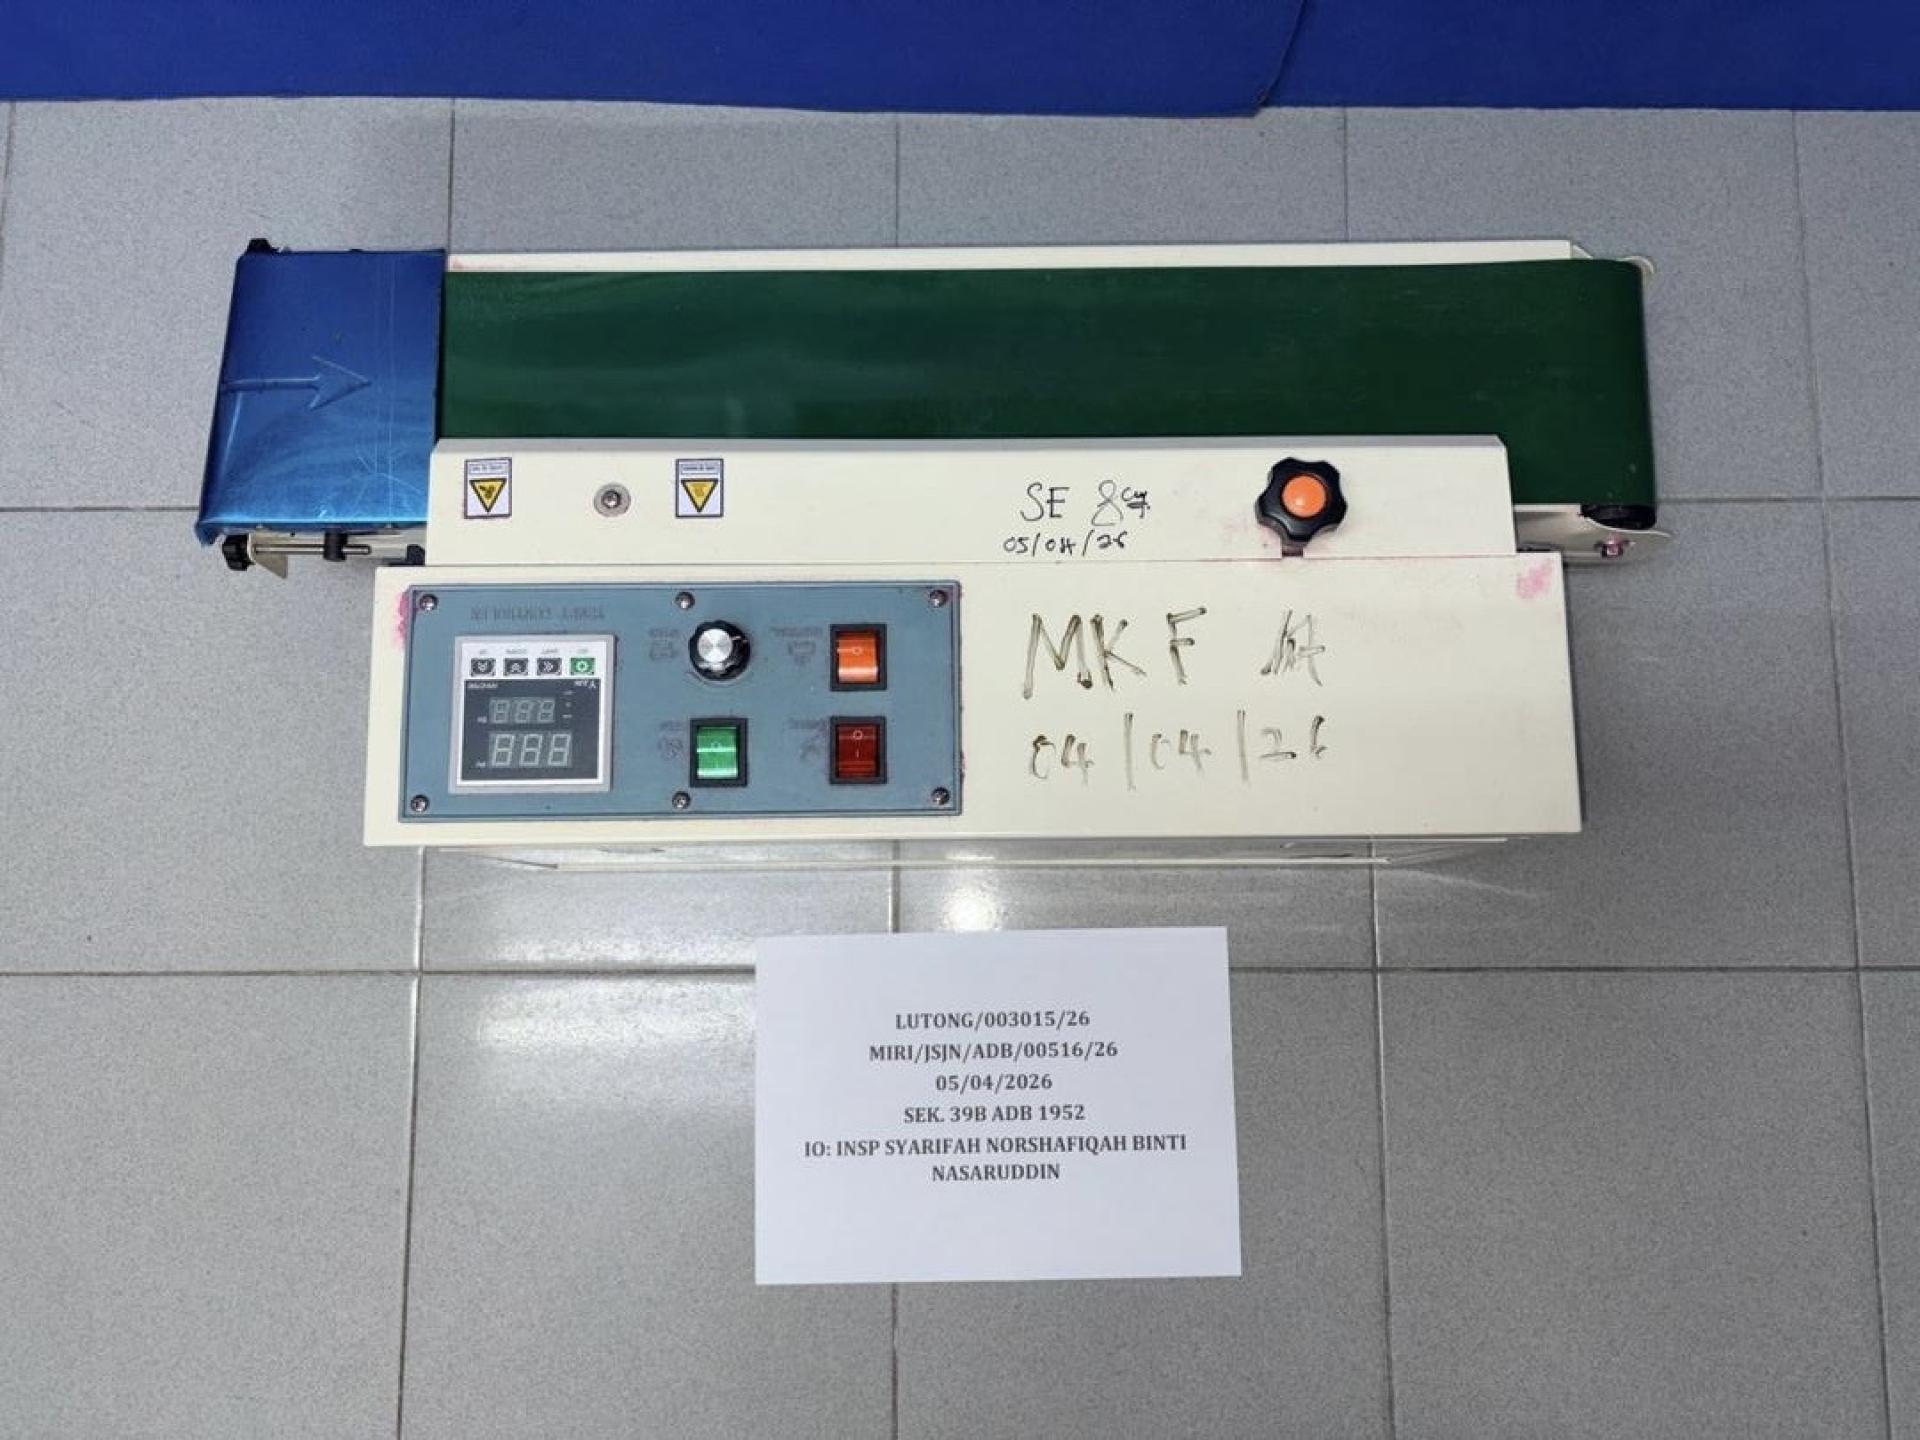 SE
05/04/26
MKF A
04/04/26
LUTONG/003015/26
MIRI/JSJN/ADB/00516/26
05/04/2026
SEK. 39B ADB 1952
IO: INSP SYARIFAH NORSHAFIQAH BINTI
NASARUDDIN